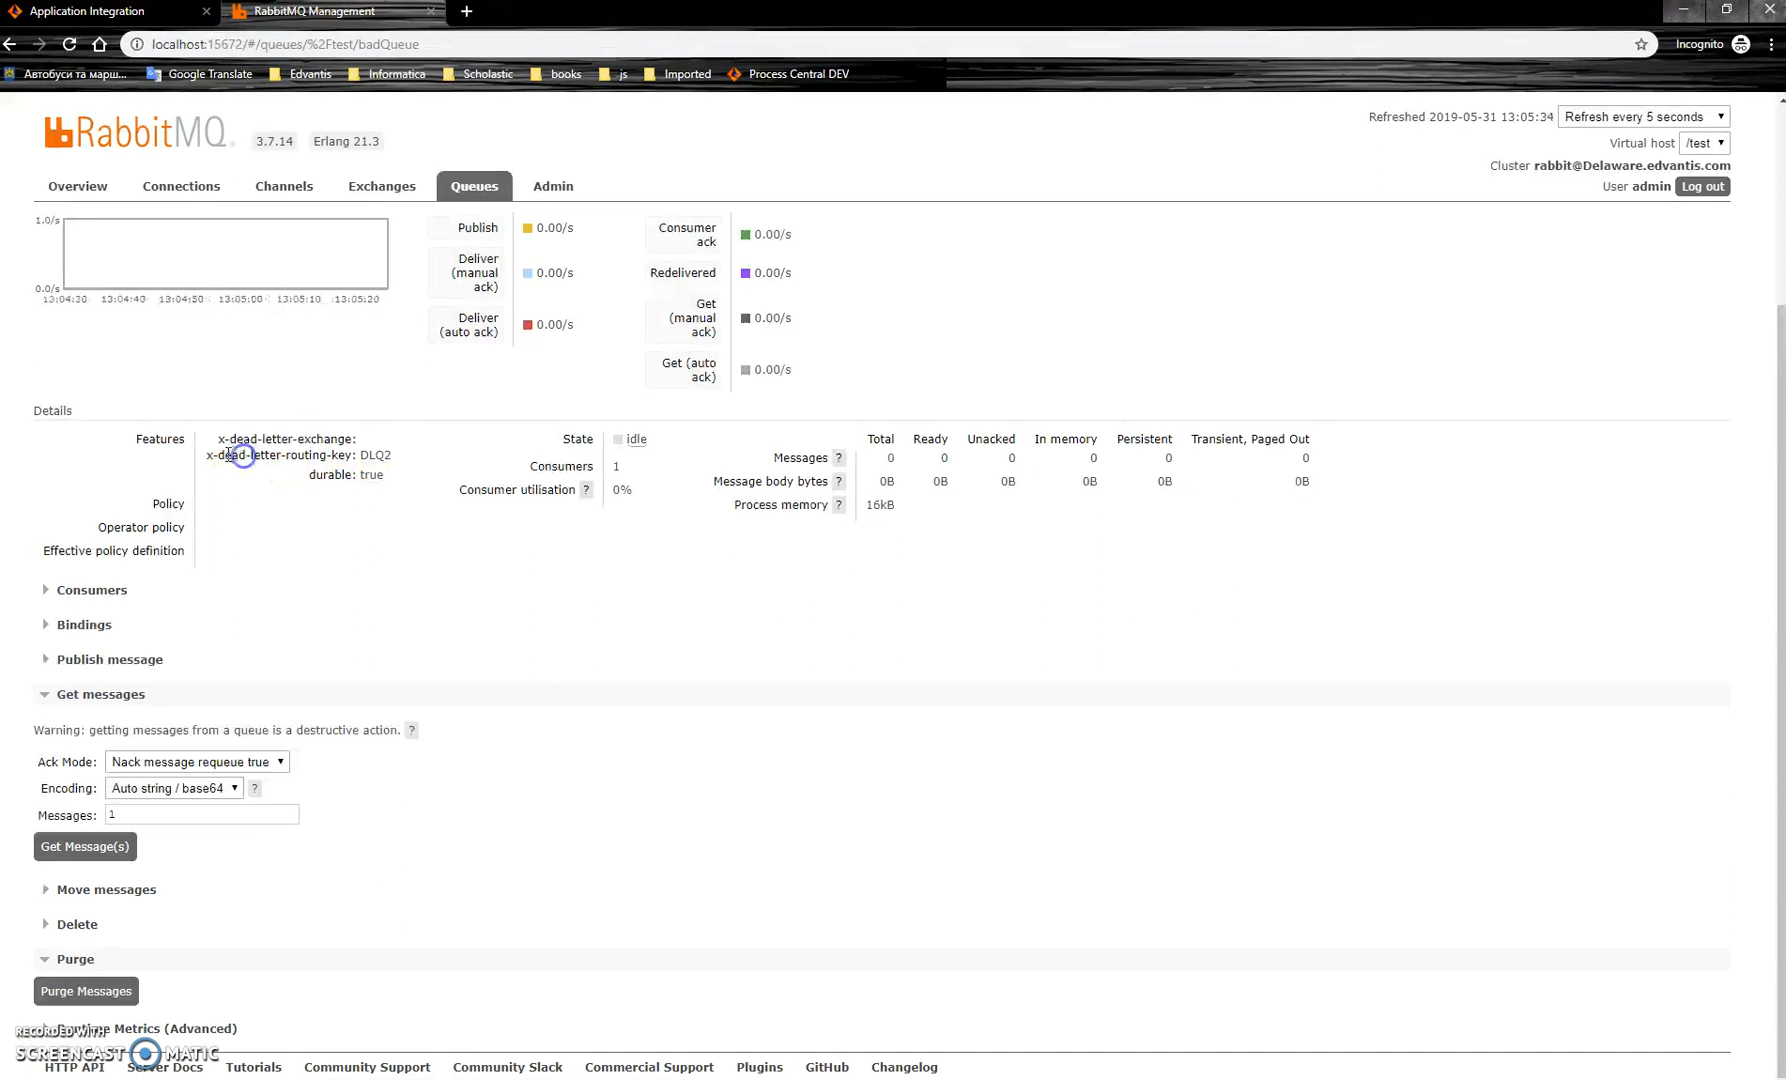 Application Integration
RabbitMQ Management
localhost:15672/#/queues/%2Ftest/badQueue
Incognito
Автобуси та марш...
Google Translate
Edvantis
Informatica
Scholastic
books
js
Imported
Process Central DEV
RabbitMQ
3.7.14
Erlang 21.3
Refreshed 2019-05-31 13:05:34
Refresh every 5 seconds
Virtual host /test
Cluster rabbit@Delaware.edvantis.com
User admin Log out
Overview
Connections
Channels
Exchanges
Queues
Admin
1.0/s
0.0/s
13:04:20 13:04:40 13:04:50 13:05:00 13:05:10 13:05:20
Publish 0.00/s
Deliver
(manual
ack)
0.00/s
Deliver
(auto ack)
0.00/s
Consumer
ack
0.00/s
Redelivered 0.00/s
Get
(manual
ack)
0.00/s
Get (auto
ack)
0.00/s
Details
Features
x-dead-letter-exchange:
x-dead-letter-routing-key: DLQ2
durable: true
Policy
Operator policy
Effective policy definition
State idle
Consumers 1
Consumer utilisation ? 0%
Total Ready Unacked In memory Persistent Transient, Paged Out
Messages ? 0 0 0 0 0 0
Message body bytes ? 0B 0B 0B 0B 0B 0B
Process memory ? 16kB
Consumers
Bindings
Publish message
Get messages
Warning: getting messages from a queue is a destructive action. ?
Ack Mode: Nack message requeue true
Encoding: Auto string / base64 ?
Messages: 1
Get Message(s)
Move messages
Delete
Purge
Purge Messages
Runtime Metrics (Advanced)
RECORDED WITH
SCREENCAST MATIC
HTTP API
Server Docs
Tutorials
Community Support
Community Slack
Commercial Support
Plugins
GitHub
Changelog